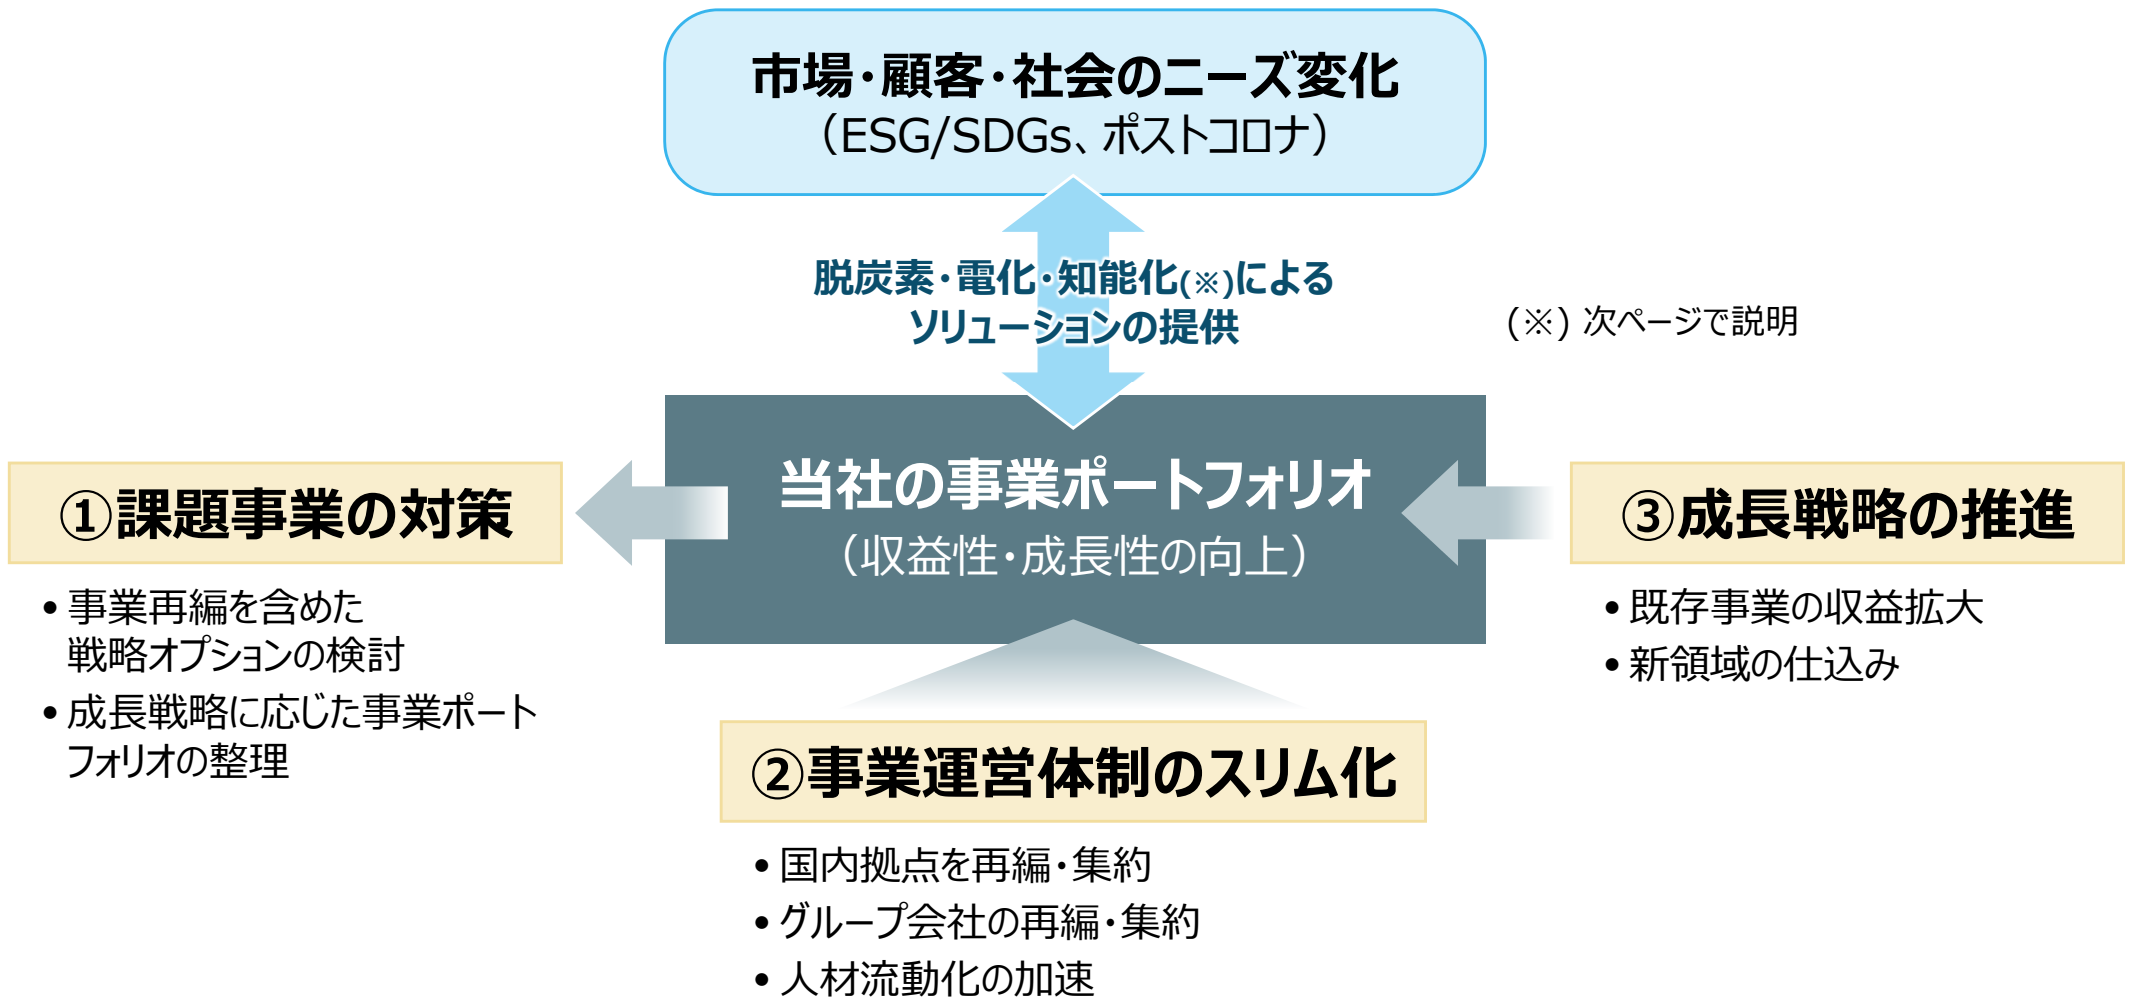 市場・顧客・社会のニーズ変化
（ESG/SDGs、ポストコロナ）
脱炭素・電化・知能化(※)による
ソリューションの提供
(※) 次ページで説明
当社の事業ポートフォリオ
（収益性・成長性の向上）
①課題事業の対策
• 事業再編を含めた
戦略オプションの検討
• 成長戦略に応じた事業ポート
フォリオの整理
②事業運営体制のスリム化
• 国内拠点を再編・集約
• グループ会社の再編・集約
• 人材流動化の加速
③成長戦略の推進
• 既存事業の収益拡大
• 新領域の仕込み